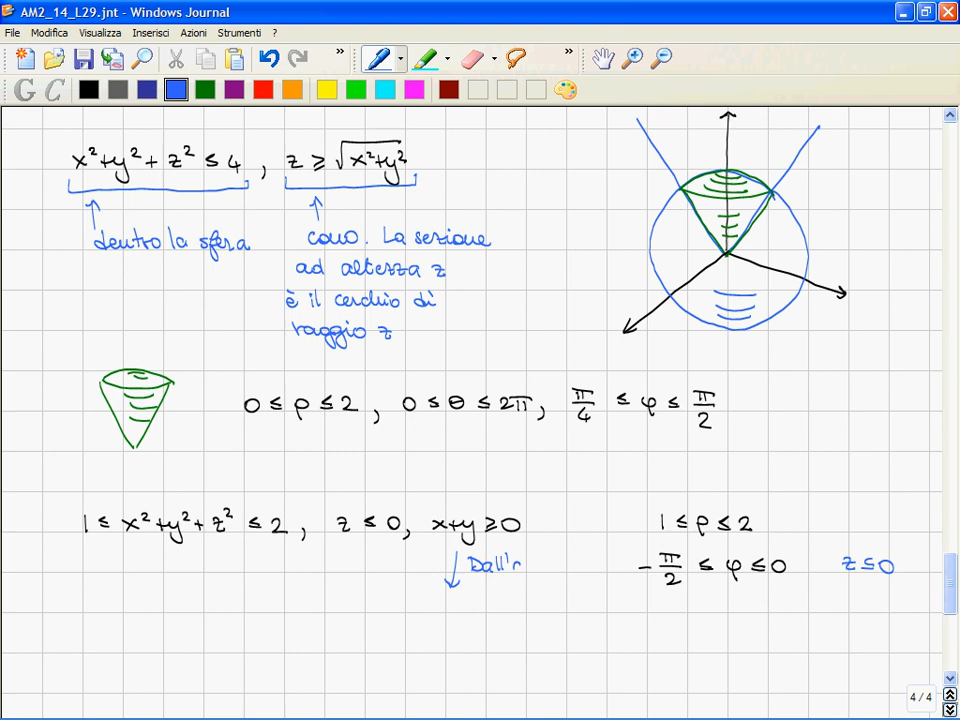 AM2_14_L29.jnt - Windows Journal
File Modifica Visualizza Inserisci Azioni Strumenti ?
G C
x²+y²+z² ≤ 4, z ≥ √x²+y²
dentro la sfera
cono. La sezione
ad altezza z
è il cerchio di
raggio z
0 ≤ ρ ≤ 2, 0 ≤ θ ≤ 2π, π/4 ≤ φ ≤ π/2
1 ≤ x²+y²+z² ≤ 2, z ≤ 0, x+y ≥ 0
1 ≤ ρ ≤ 2
Dall'
-π/2 ≤ φ ≤ 0 z ≤ 0
4 / 4